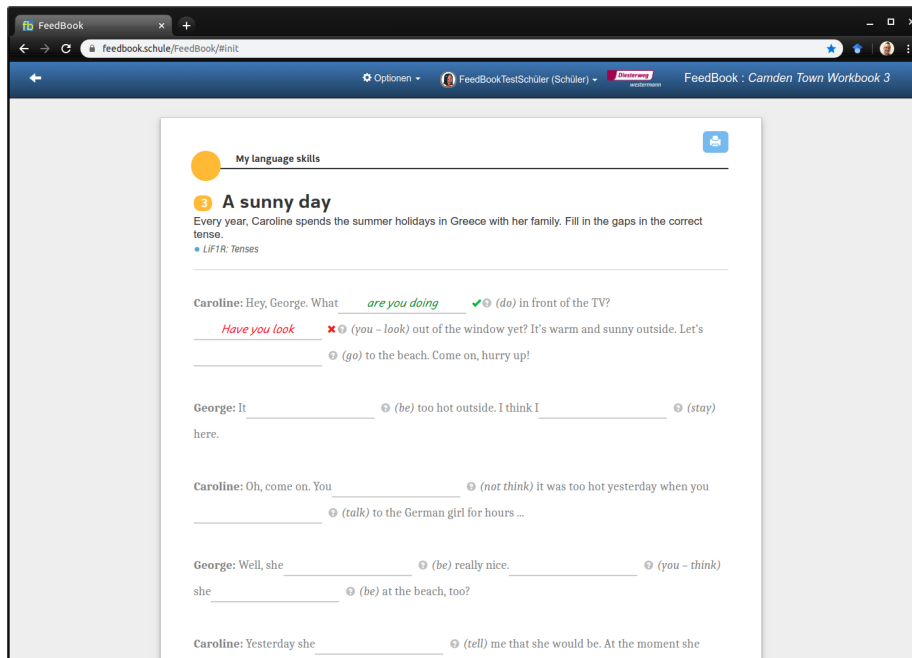 fb FeedBook × +
feedbook.schule/FeedBook/#init
Optionen FeedBookTestSchüler (Schüler) Diesterweg westermann FeedBook : Camden Town Workbook 3
My language skills
3 A sunny day
Every year, Caroline spends the summer holidays in Greece with her family. Fill in the gaps in the correct
tense.
LiF1R: Tenses
Caroline: Hey, George. What are you doing (do) in front of the TV?
Have you look (you – look) out of the window yet? It's warm and sunny outside. Let's
(go) to the beach. Come on, hurry up!
George: It (be) too hot outside. I think I (stay)
here.
Caroline: Oh, come on. You (not think) it was too hot yesterday when you
(talk) to the German girl for hours ...
George: Well, she (be) really nice. (you – think)
she (be) at the beach, too?
Caroline: Yesterday she (tell) me that she would be. At the moment she